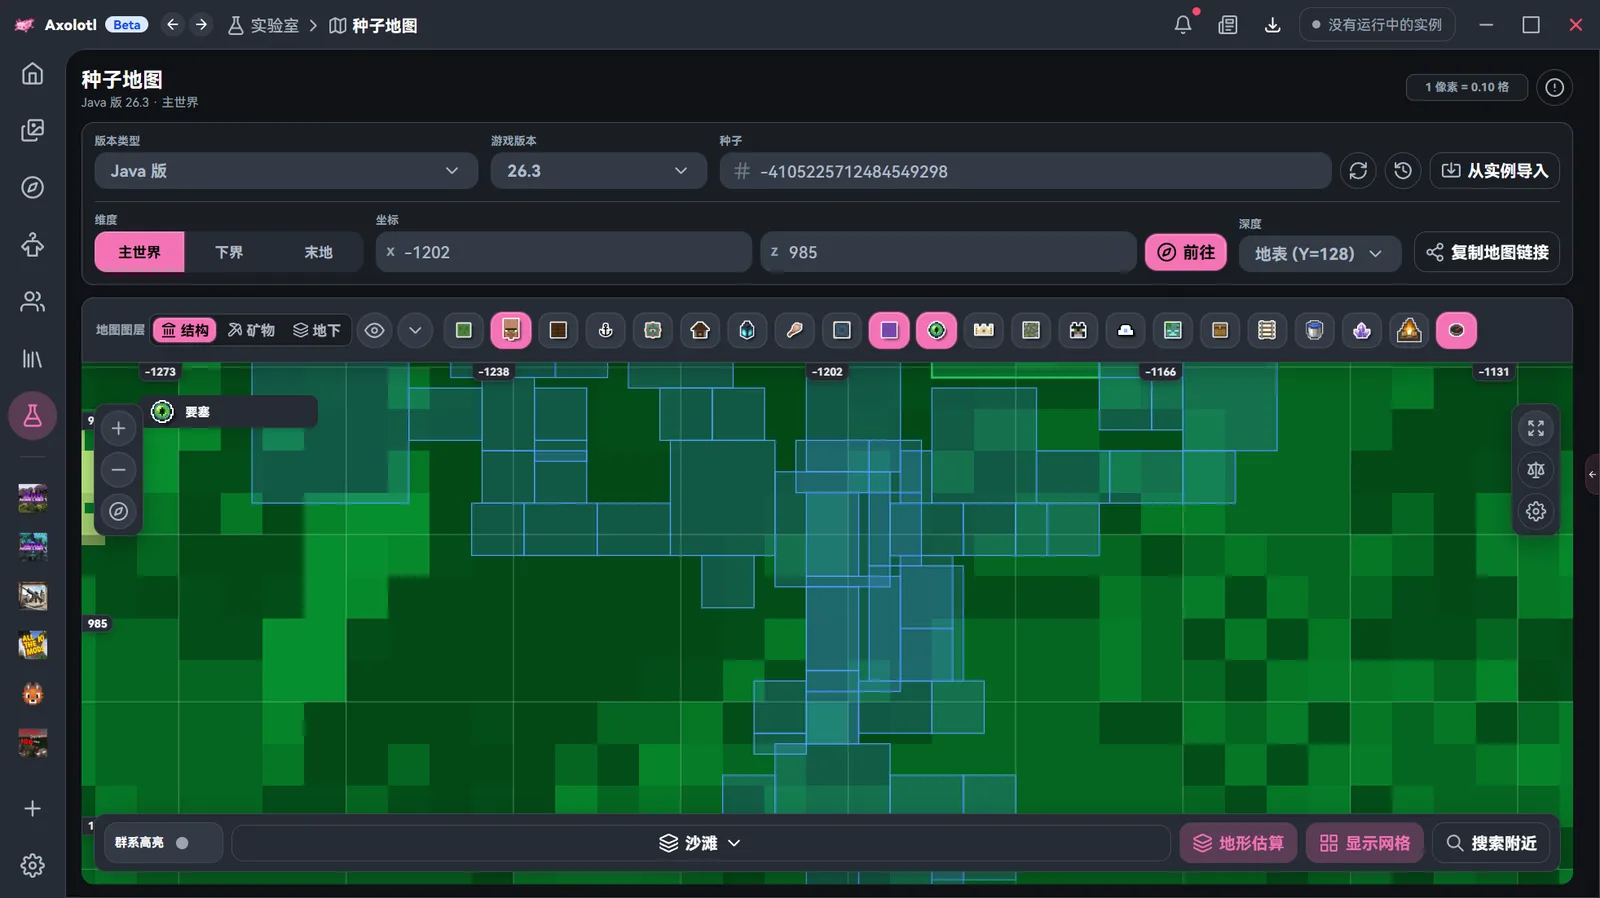 Axolotl Beta 实验室 种子地图 没有运行中的实例
种子地图
Java 版 26.3 · 主世界
1 像素 = 0.10 格
版本类型 游戏版本 种子
Java 版 26.3 # -4105225712484549298 从实例导入
维度 坐标 深度
主世界 下界 末地 X -1202 Z 985 前往 地表 (Y=128) 复制地图链接
地图图层 结构 矿物 地下
-1273 -1238 -1202 -1166 -1131
要塞
985
群系高亮 沙滩 地形估算 显示网格 搜索附近